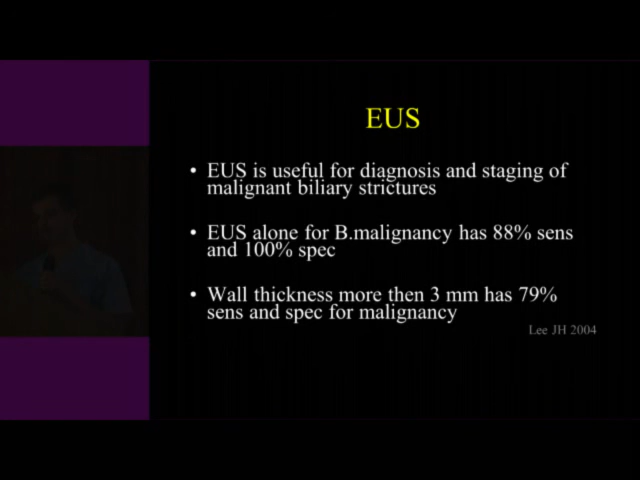 EUS
• EUS is useful for diagnosis and staging of
malignant biliary strictures
• EUS alone for B.malignancy has 88% sens
and 100% spec
• Wall thickness more then 3 mm has 79%
sens and spec for malignancy
Lee JH 2004